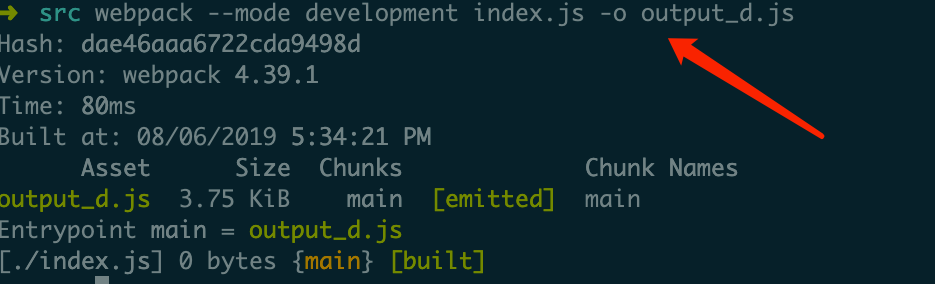 ➜ src webpack --mode development index.js -o output_d.js
Hash: dae46aaa6722cda9498d
Version: webpack 4.39.1
Time: 80ms
Built at: 08/06/2019 5:34:21 PM
Asset Size Chunks Chunk Names
output_d.js 3.75 KiB main [emitted] main
Entrypoint main = output_d.js
[./index.js] 0 bytes {main} [built]